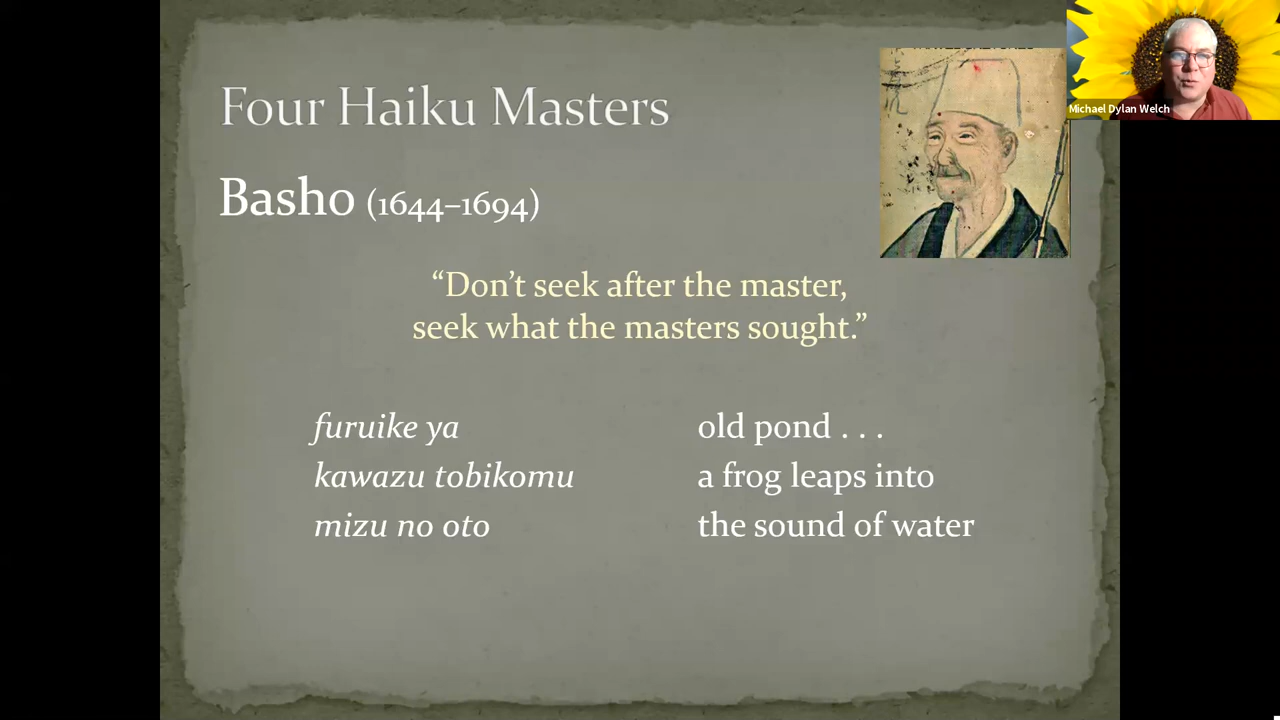 Four Haiku Masters
Michael Dylan Welch
Basho (1644–1694)
“Don’t seek after the master,
seek what the masters sought.”
furuike ya
kawazu tobikomu
mizu no oto
old pond . . .
a frog leaps into
the sound of water